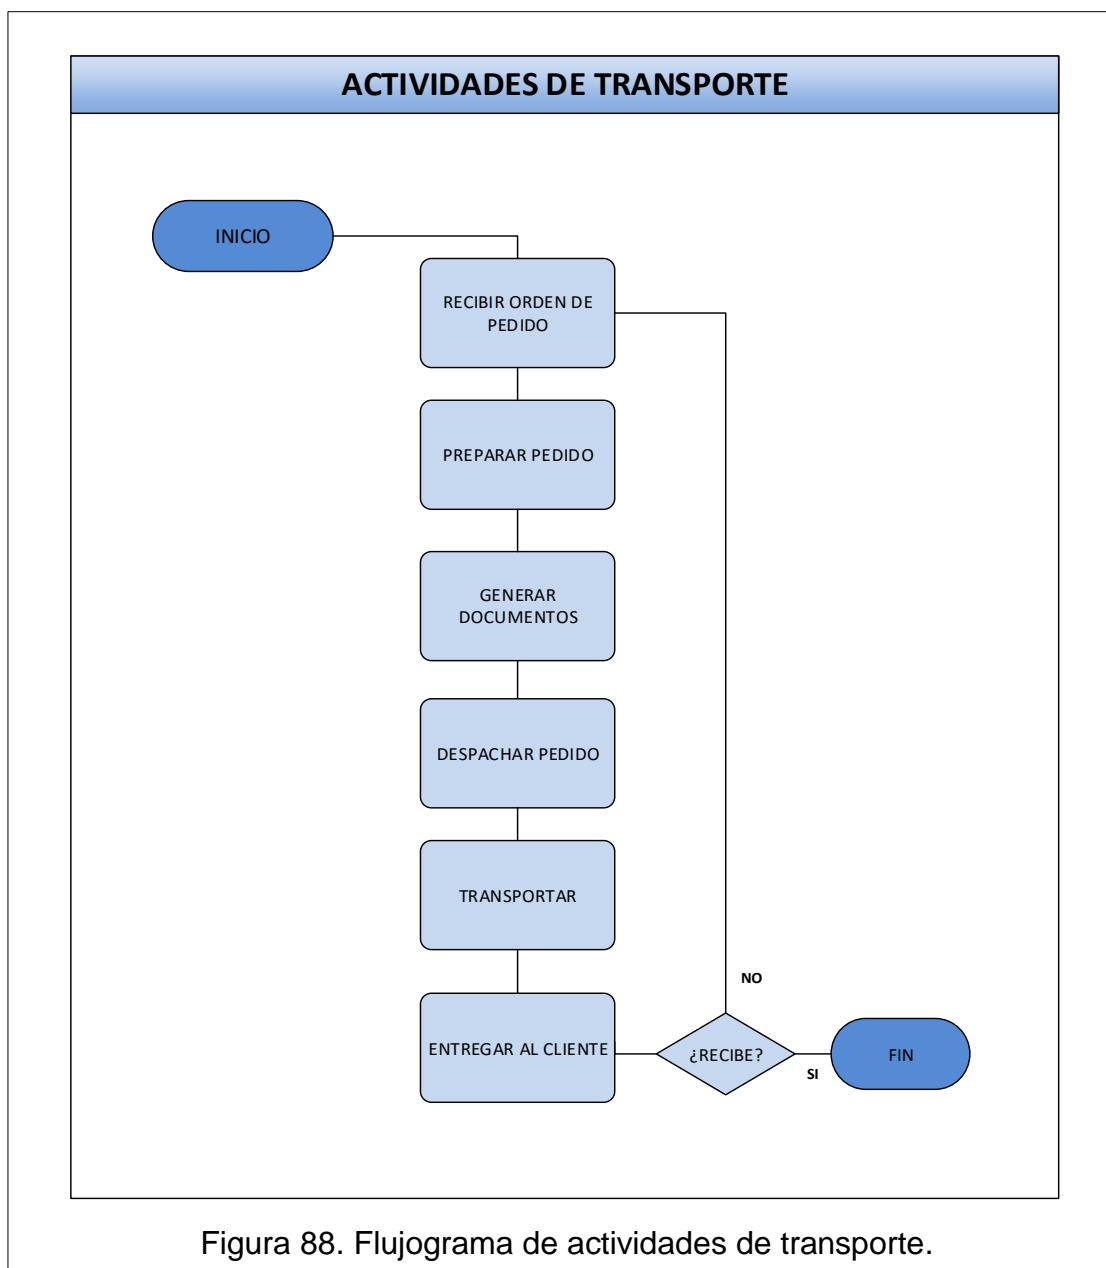 ACTIVIDADES DE TRANSPORTE
INICIO
RECIBIR ORDEN DE
PEDIDO
PREPARAR PEDIDO
GENERAR
DOCUMENTOS
DESPACHAR PEDIDO
TRANSPORTAR
ENTREGAR AL CLIENTE
¿RECIBE?
NO
SI
FIN
Figura 88. Flujograma de actividades de transporte.